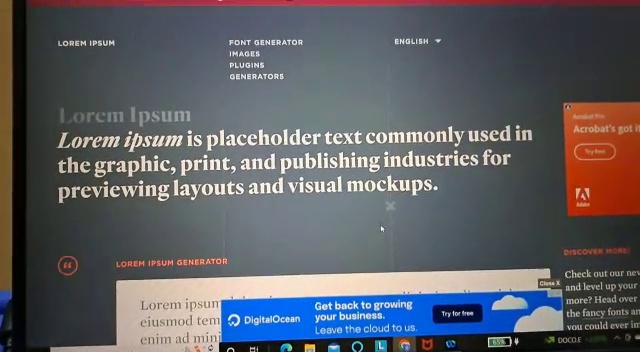 LOREM IPSUM
FONT GENERATOR
IMAGES
PLUGINS
GENERATORS
ENGLISH
Lorem Ipsum
Lorem ipsum is placeholder text commonly used in
the graphic, print, and publishing industries for
previewing layouts and visual mockups.
Acrobat Pro
Acrobat's got it
Try free
Adobe
LOREM IPSUM GENERATOR
Lorem ipsum
eiusmod tem
enim ad mini
DISCOVER MORE:
Check out our new
and level up your
more? Head over
the fancy fonts an
you could ever im
Close X
DigitalOcean
Get back to growing
your business.
Leave the cloud to us.
Try for free
65%